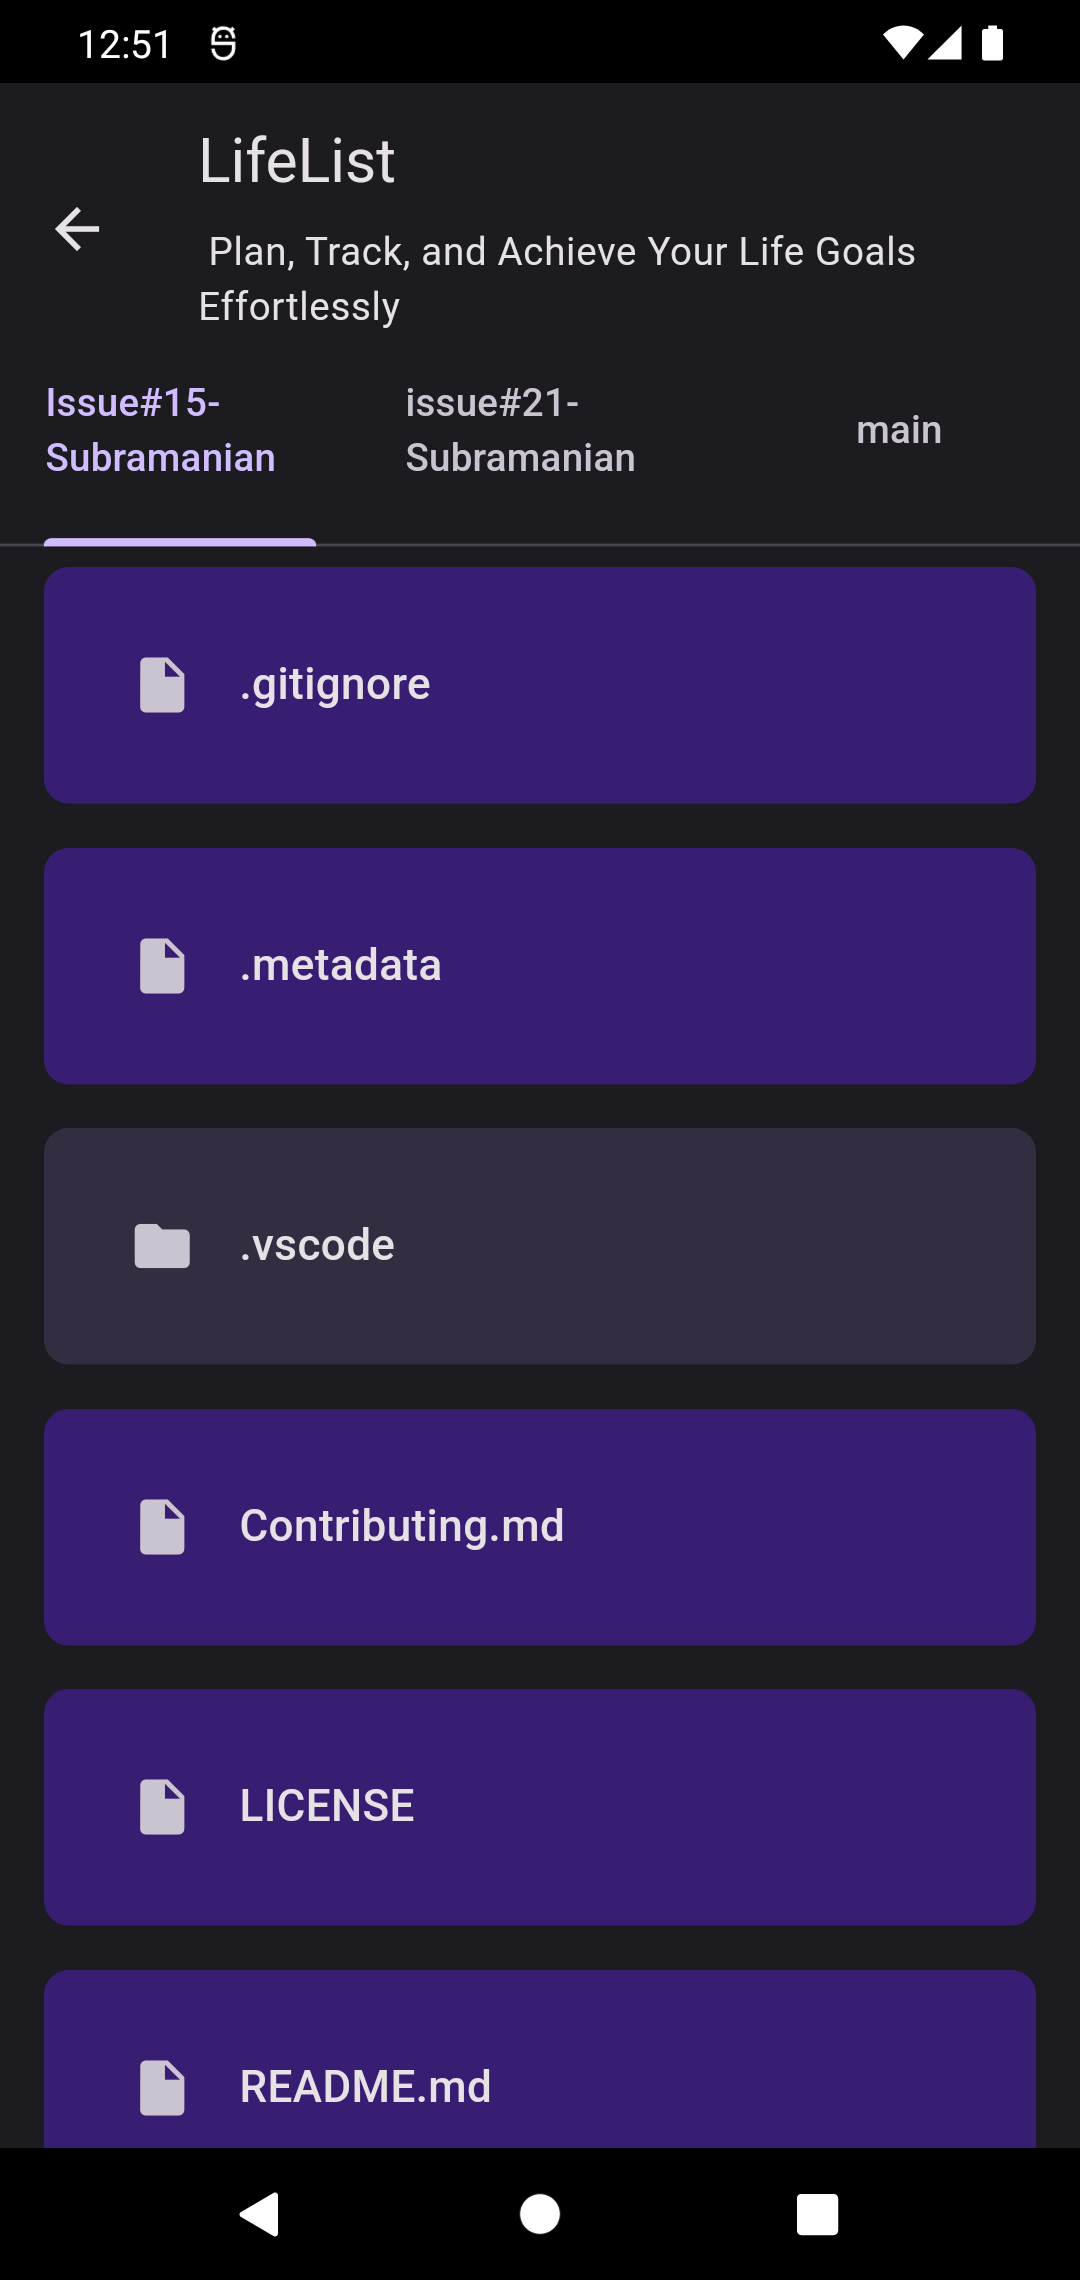 12:51
LifeList
Plan, Track, and Achieve Your Life Goals
Effortlessly
Issue#15-
Subramanian
issue#21-
Subramanian
main
.gitignore
.metadata
.vscode
Contributing.md
LICENSE
README.md